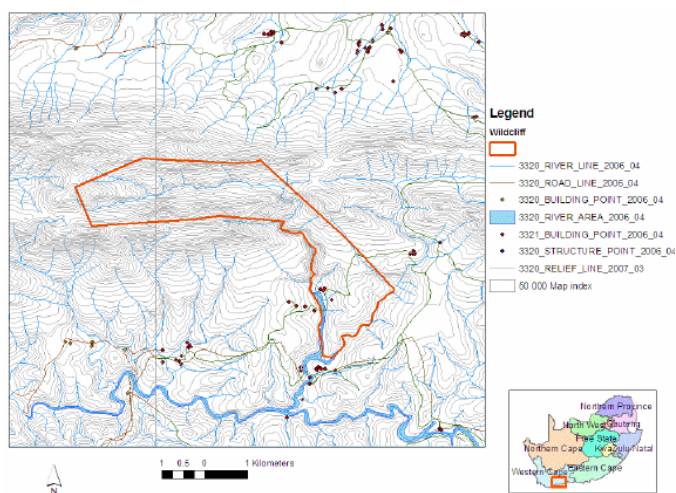 Legend
Wildcliff
3320_RIVER_LINE_2006_04
3320_ROAD_LINE_2006_04
3320_BUILDING_POINT_2006_04
3320_RIVER_AREA_2006_04
3321_BUILDING_POINT_2006_04
3320_STRUCTURE_POINT_2006_04
3320_RELIEF_LINE_2007_03
50 000 Map index
Northern Province
North West
Gauteng
Free State
KwaZulu-Natal
Northern Cape
Eastern Cape
Western Cape
1 0.5 0 1 Kilometers
N